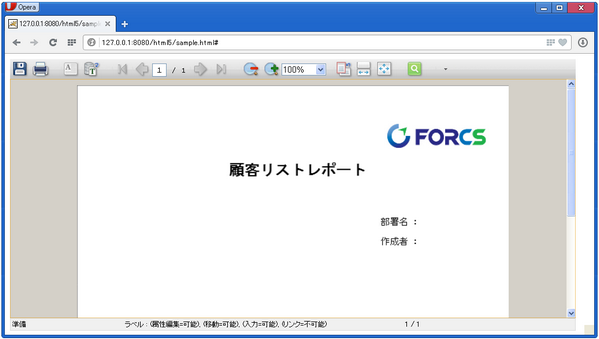 Opera
127.0.0.1:8080/html5/sampl
127.0.0.1:8080/html5/sample.html#
A T 1 / 1 100%
FORCS
顧客リストレポート
部署名 :
作成者 :
準備 ラベル : (属性編集=可能), (移動=可能), (入力=可能), (リンク=不可能) 1 / 1